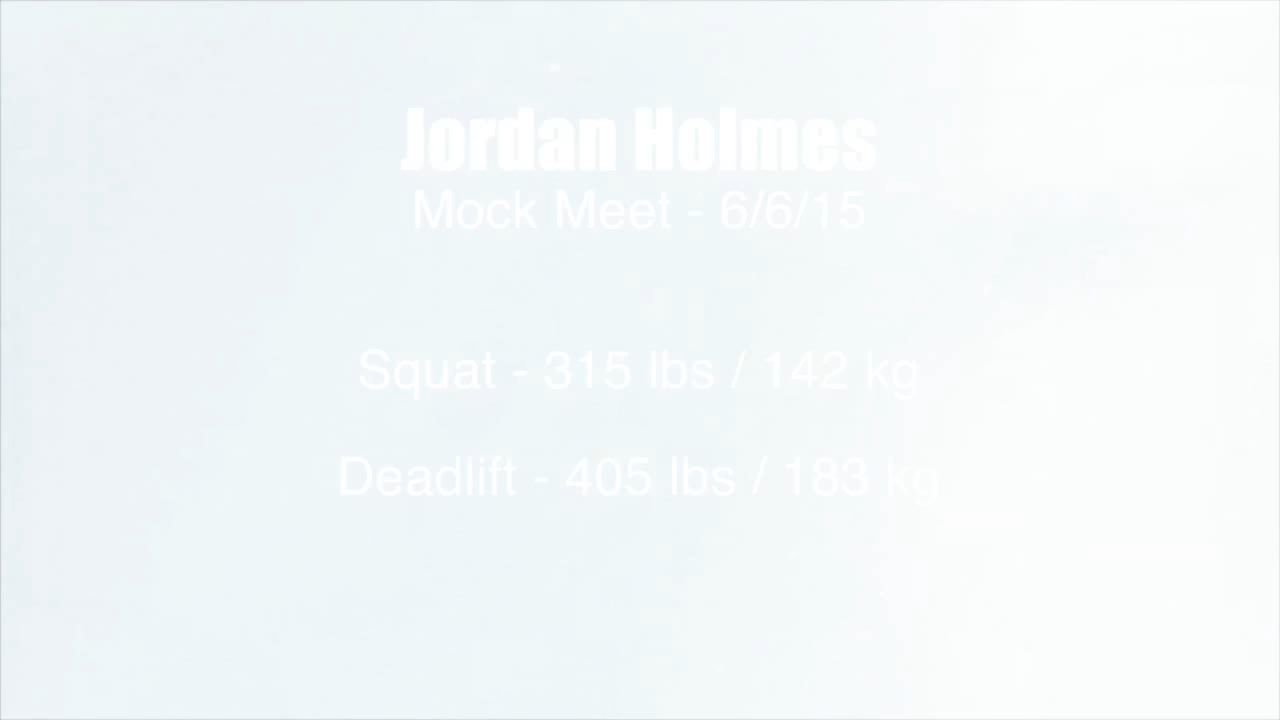 Jordan Holmes
Mock Meet - 6/6/15
Squat - 315 lbs / 142 kg
Deadlift - 405 lbs / 183 kg